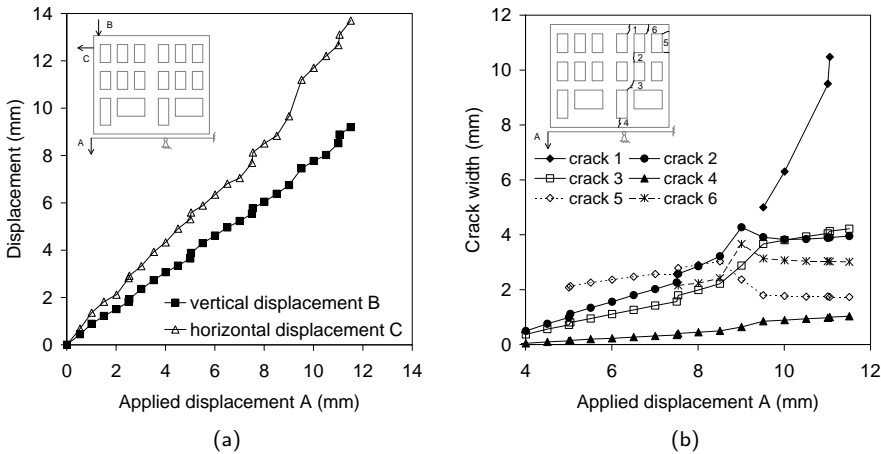 14
12
10
8
6
4
2
0
Displacement (mm)
B
C
A
vertical displacement B
horizontal displacement C
0 2 4 6 8 10 12 14
Applied displacement A (mm)
(a)
12
10
8
6
4
2
0
Crack width (mm)
1 6
5
2
3
4
A
crack 1 crack 2
crack 3 crack 4
crack 5 crack 6
4 6 8 10 12
Applied displacement A (mm)
(b)